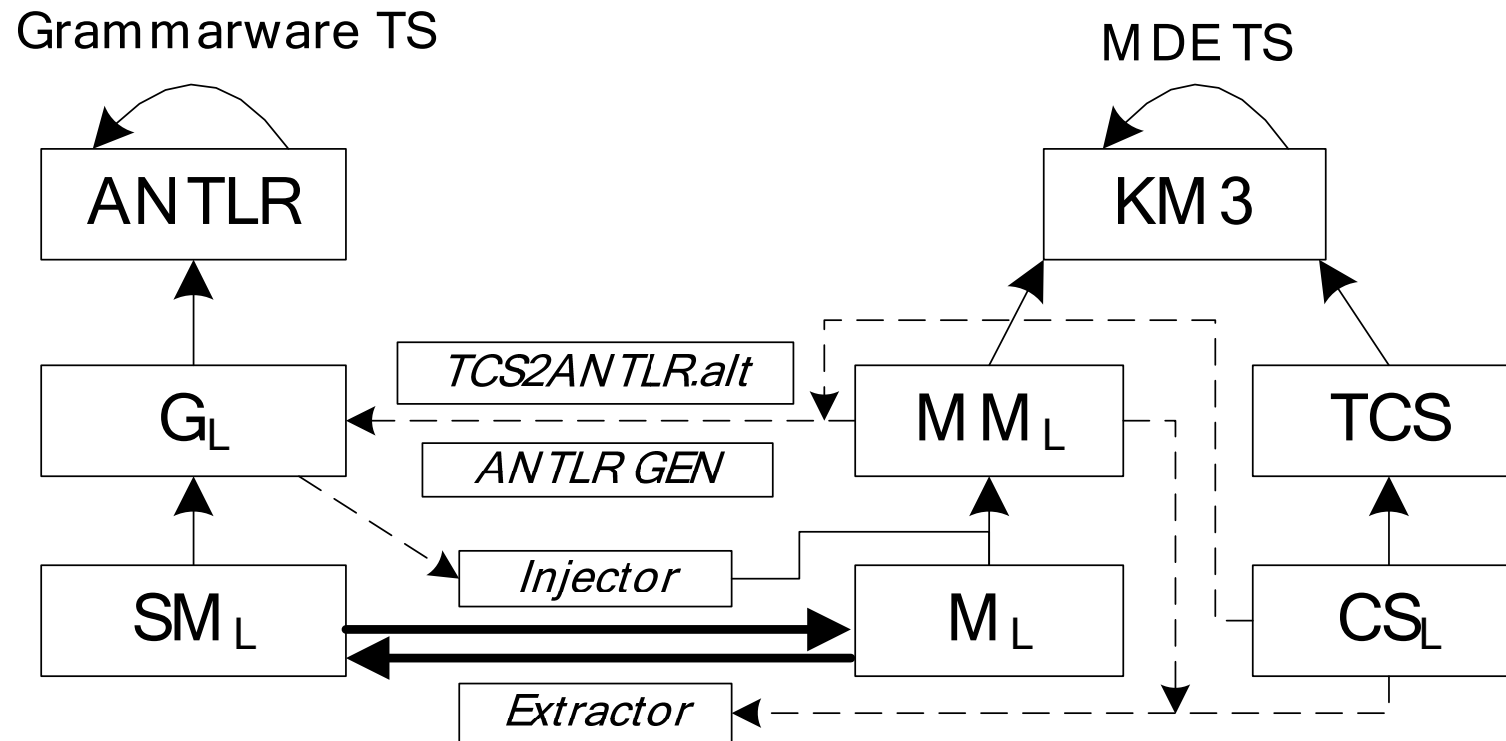 Grammarware TS
MDE TS
ANTLR
KM3
TCS2ANTLR.alt
GL
MML
TCS
ANTLR GEN
Injector
SML
ML
CSL
Extractor